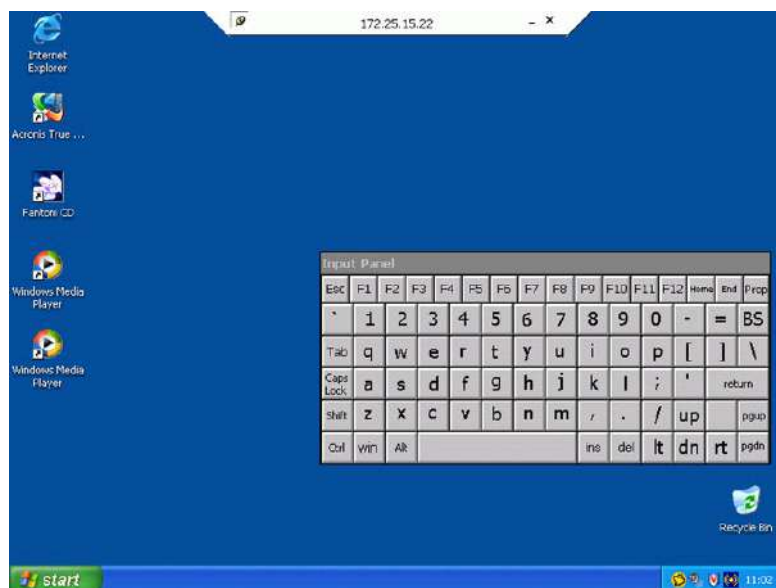 172.25.15.22
Internet
Explorer
Acronis True ...
Fantom CD
Windows Media
Player
Windows Media
Player
Input Panel
Esc F1 F2 F3 F4 F5 F6 F7 F8 F9 F10 F11 F12 Home End Prop
` 1 2 3 4 5 6 7 8 9 0 - = BS
Tab q w e r t y u i o p [ ] \
Caps Lock a s d f g h j k l ; ' return
Shift z x c v b n m , . / up pgup
Ctrl win Alt ins del lt dn rt pgdn
Recycle Bin
start
11:02